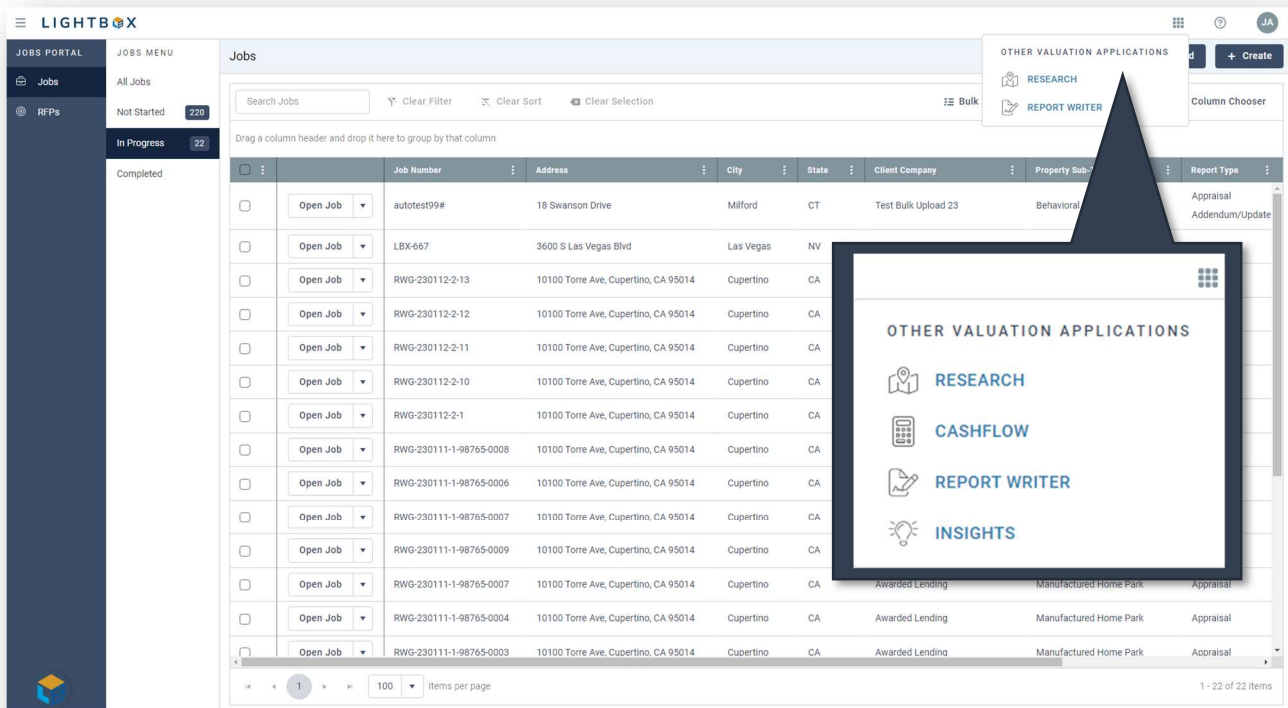 LIGHTBOX
JA
JOBS PORTAL
Jobs
RFPs
JOBS MENU
All Jobs
Not Started 220
In Progress 22
Completed
Jobs
+ Create
OTHER VALUATION APPLICATIONS
RESEARCH
REPORT WRITER
Search Jobs Clear Filter Clear Sort Clear Selection Bulk Column Chooser
Drag a column header and drop it here to group by that column
Job Number Address City State Client Company Property Sub- Report Type
Open Job autotest99# 18 Swanson Drive Milford CT Test Bulk Upload 23 Behavioral Appraisal
Addendum/Update
Open Job LBX-667 3600 S Las Vegas Blvd Las Vegas NV
Open Job RWG-230112-2-13 10100 Torre Ave, Cupertino, CA 95014 Cupertino CA
Open Job RWG-230112-2-12 10100 Torre Ave, Cupertino, CA 95014 Cupertino CA
Open Job RWG-230112-2-11 10100 Torre Ave, Cupertino, CA 95014 Cupertino CA
Open Job RWG-230112-2-10 10100 Torre Ave, Cupertino, CA 95014 Cupertino CA
Open Job RWG-230112-2-1 10100 Torre Ave, Cupertino, CA 95014 Cupertino CA
Open Job RWG-230111-1-98765-0008 10100 Torre Ave, Cupertino, CA 95014 Cupertino CA
Open Job RWG-230111-1-98765-0006 10100 Torre Ave, Cupertino, CA 95014 Cupertino CA
Open Job RWG-230111-1-98765-0007 10100 Torre Ave, Cupertino, CA 95014 Cupertino CA
Open Job RWG-230111-1-98765-0009 10100 Torre Ave, Cupertino, CA 95014 Cupertino CA
Open Job RWG-230111-1-98765-0007 10100 Torre Ave, Cupertino, CA 95014 Cupertino CA Awarded Lending Manufactured Home Park Appraisal
Open Job RWG-230111-1-98765-0004 10100 Torre Ave, Cupertino, CA 95014 Cupertino CA Awarded Lending Manufactured Home Park Appraisal
Open Job RWG-230111-1-98765-0003 10100 Torre Ave, Cupertino, CA 95014 Cupertino CA Awarded Lending Manufactured Home Park Appraisal
OTHER VALUATION APPLICATIONS
RESEARCH
CASHFLOW
REPORT WRITER
INSIGHTS
1 100 items per page 1 - 22 of 22 items